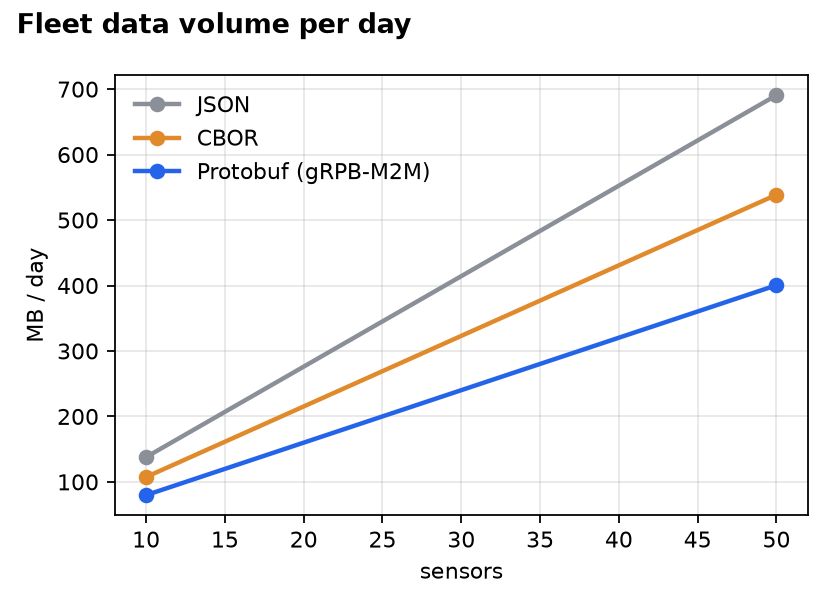 Fleet data volume per day
700
600
500
400
300
200
100
MB / day
JSON
CBOR
Protobuf (gRPB-M2M)
10 15 20 25 30 35 40 45 50
sensors